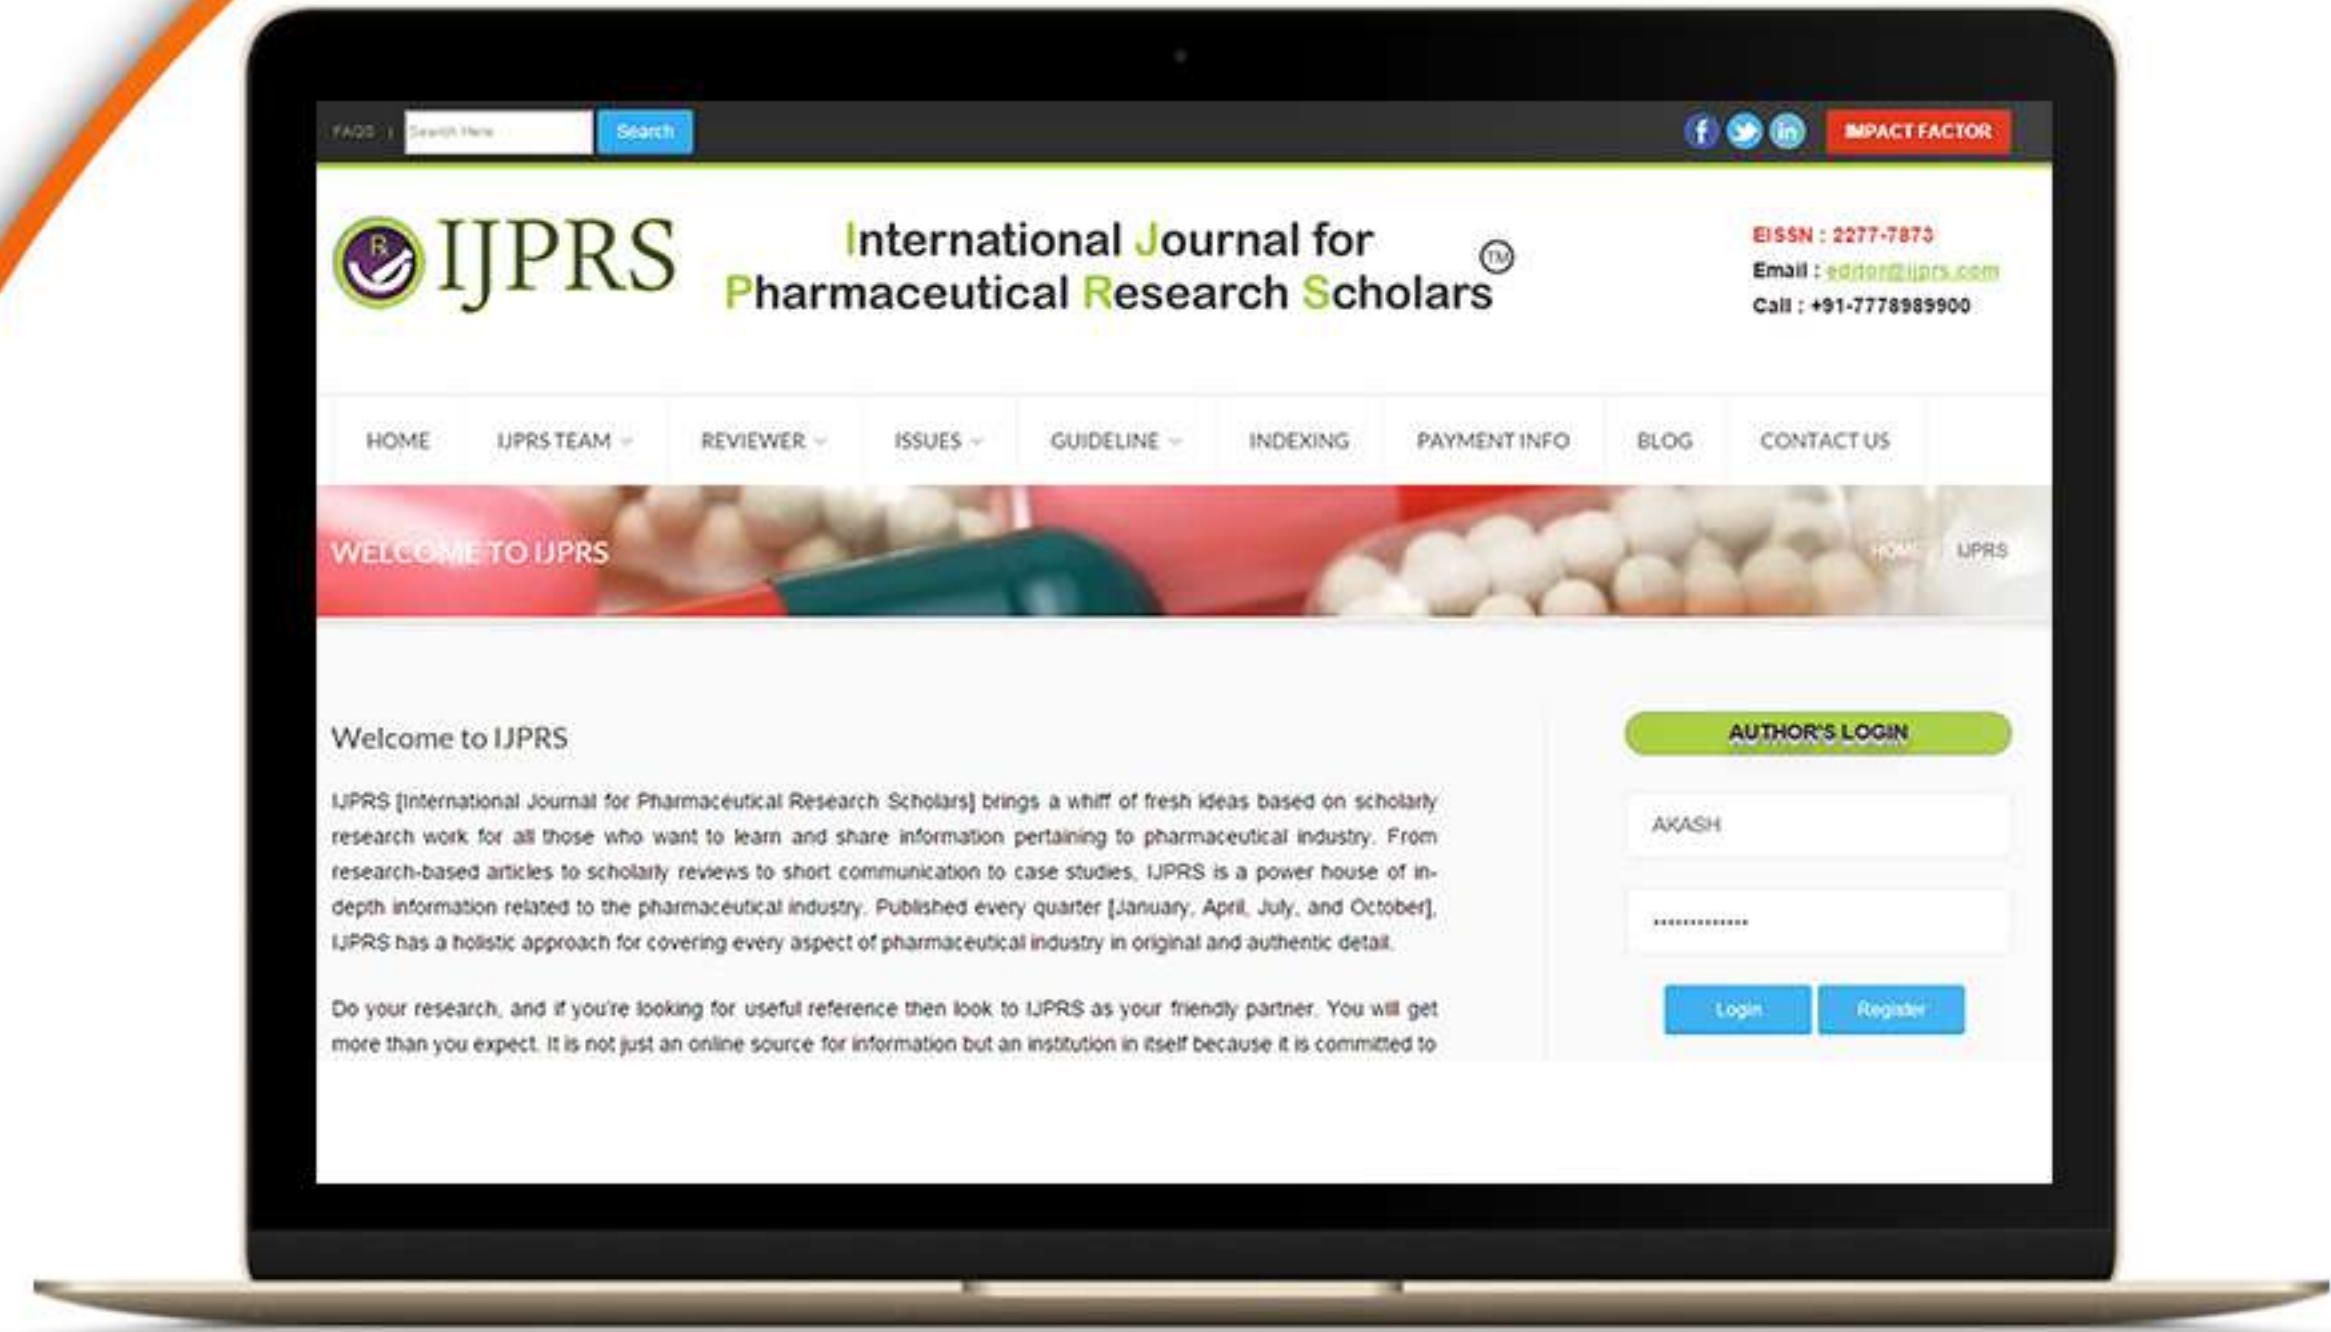 FAQS | Search Here Search
IMPACT FACTOR
IJPRS
International Journal for
Pharmaceutical Research Scholars
TM
EISSN : 2277-7873
Email : editor@ijprs.com
Call : +91-7778989900
HOME IJPRS TEAM REVIEWER ISSUES GUIDELINE INDEXING PAYMENT INFO BLOG CONTACT US
WELCOME TO IJPRS
HOME IJPRS
Welcome to IJPRS
IJPRS [International Journal for Pharmaceutical Research Scholars] brings a whiff of fresh ideas based on scholarly
research work for all those who want to learn and share information pertaining to pharmaceutical industry. From
research-based articles to scholarly reviews to short communication to case studies, IJPRS is a power house of in-
depth information related to the pharmaceutical industry. Published every quarter [January, April, July, and October],
IJPRS has a holistic approach for covering every aspect of pharmaceutical industry in original and authentic detail.
Do your research, and if you're looking for useful reference then look to IJPRS as your friendly partner. You will get
more than you expect. It is not just an online source for information but an institution in itself because it is committed to
AUTHOR'S LOGIN
AKASH
•••••••••••••
Login Register